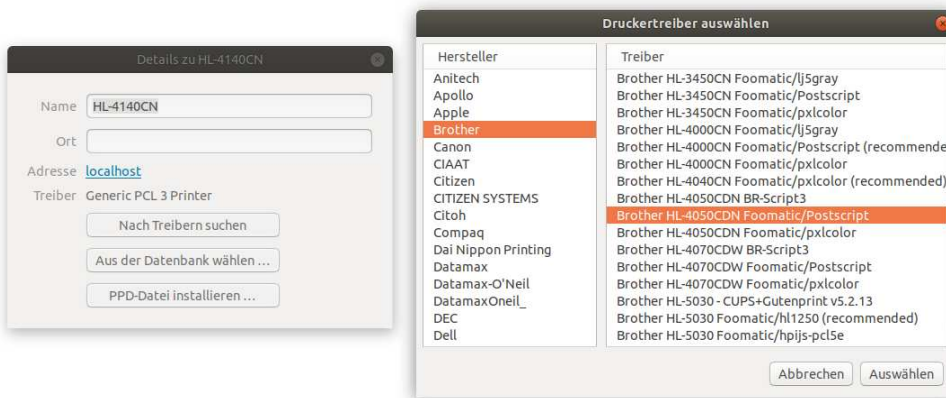 Details zu HL-4140CN
Name HL-4140CN
Ort
Adresse localhost
Treiber Generic PCL 3 Printer
Nach Treibern suchen
Aus der Datenbank wählen ...
PPD-Datei installieren ...
Druckertreiber auswählen
Hersteller
Anitech
Apollo
Apple
Brother
Canon
CIAAT
Citizen
CITIZEN SYSTEMS
Citoh
Compaq
Dai Nippon Printing
Datamax
Datamax-O'Neil
DatamaxOneil_
DEC
Dell
Treiber
Brother HL-3450CN Foomatic/lj5gray
Brother HL-3450CN Foomatic/Postscript
Brother HL-3450CN Foomatic/pxlcolor
Brother HL-4000CN Foomatic/lj5gray
Brother HL-4000CN Foomatic/Postscript (recommende
Brother HL-4000CN Foomatic/pxlcolor
Brother HL-4040CN Foomatic/pxlcolor (recommended)
Brother HL-4050CDN BR-Script3
Brother HL-4050CDN Foomatic/Postscript
Brother HL-4050CDN Foomatic/pxlcolor
Brother HL-4070CDW BR-Script3
Brother HL-4070CDW Foomatic/Postscript
Brother HL-4070CDW Foomatic/pxlcolor
Brother HL-5030 - CUPS+Gutenprint v5.2.13
Brother HL-5030 Foomatic/hl1250 (recommended)
Brother HL-5030 Foomatic/hpijs-pcl5e
Abbrechen Auswählen